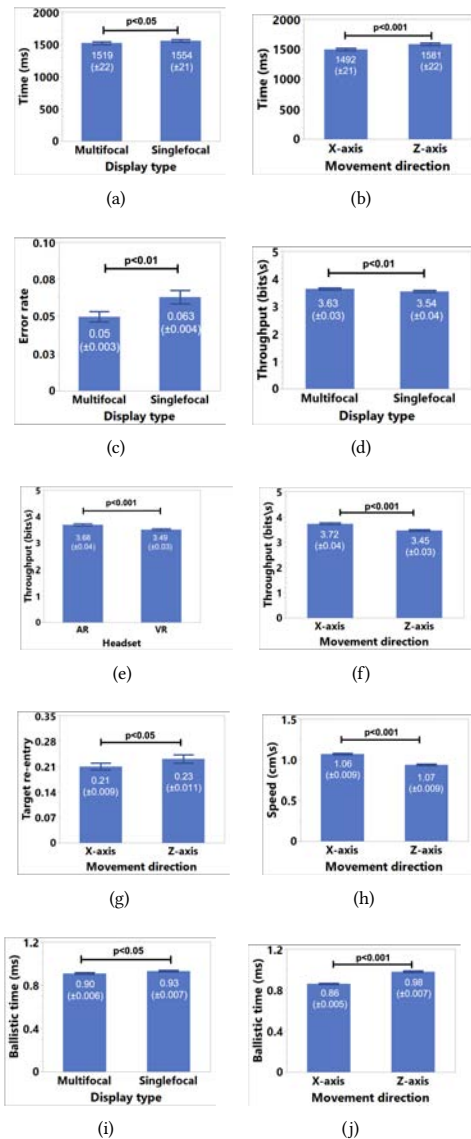 p<0.05
2000
1500
1000
500
0
Time (ms)
1519
(±22)
1554
(±21)
Multifocal Singlefocal
Display type
(a)
p<0.001
2000
1500
1000
500
0
Time (ms)
1492
(±21)
1581
(±22)
X-axis Z-axis
Movement direction
(b)
0.10
0.08
0.05
0.03
0
Error rate
p<0.01
0.05
(±0.003)
0.063
(±0.004)
Multifocal Singlefocal
Display type
(c)
5
4
3
2
1
0
Throughput (bits\s)
p<0.01
3.63
(±0.03)
3.54
(±0.04)
Multifocal Singlefocal
Display type
(d)
5
4
3
2
1
0
Throughput (bits\s)
p<0.001
3.68
(±0.04)
3.49
(±0.03)
AR VR
Headset
(e)
5
4
3
2
1
0
Throughput (bits\s)
p<0.001
3.72
(±0.04)
3.45
(±0.03)
X-axis Z-axis
Movement direction
(f)
0.35
0.28
0.21
0.14
0.07
0
Target re-entry
p<0.05
0.21
(±0.009)
0.23
(±0.011)
X-axis Z-axis
Movement direction
(g)
1.5
1.0
0.5
0.0
Speed (cm\s)
p<0.001
1.06
(±0.009)
1.07
(±0.009)
X-axis Z-axis
Movement direction
(h)
1.2
0.8
0.4
0
Ballistic time (ms)
p<0.05
0.90
(±0.006)
0.93
(±0.007)
Multifocal Singlefocal
Display type
(i)
1.2
0.8
0.4
0
Ballistic time (ms)
p<0.001
0.86
(±0.005)
0.98
(±0.007)
X-axis Z-axis
Movement direction
(j)